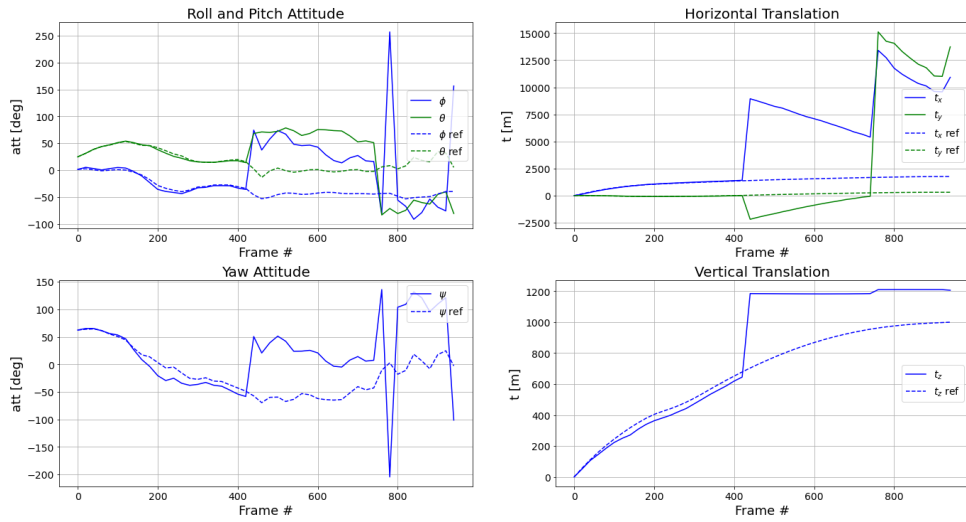 Roll and Pitch Attitude
250
200
150
100
50
0
−50
−100
att [deg]
0
200
400
600
800
Frame #
ϕ
θ
ϕ ref
θ ref
Horizontal Translation
15000
12500
10000
7500
5000
2500
0
−2500
t [m]
0
200
400
600
800
Frame #
tₓ
t_y
tₓ ref
t_y ref
Yaw Attitude
150
100
50
0
−50
−100
−150
−200
att [deg]
0
200
400
600
800
Frame #
ψ
ψ ref
Vertical Translation
1200
1000
800
600
400
200
0
t [m]
0
200
400
600
800
Frame #
t_z
t_z ref